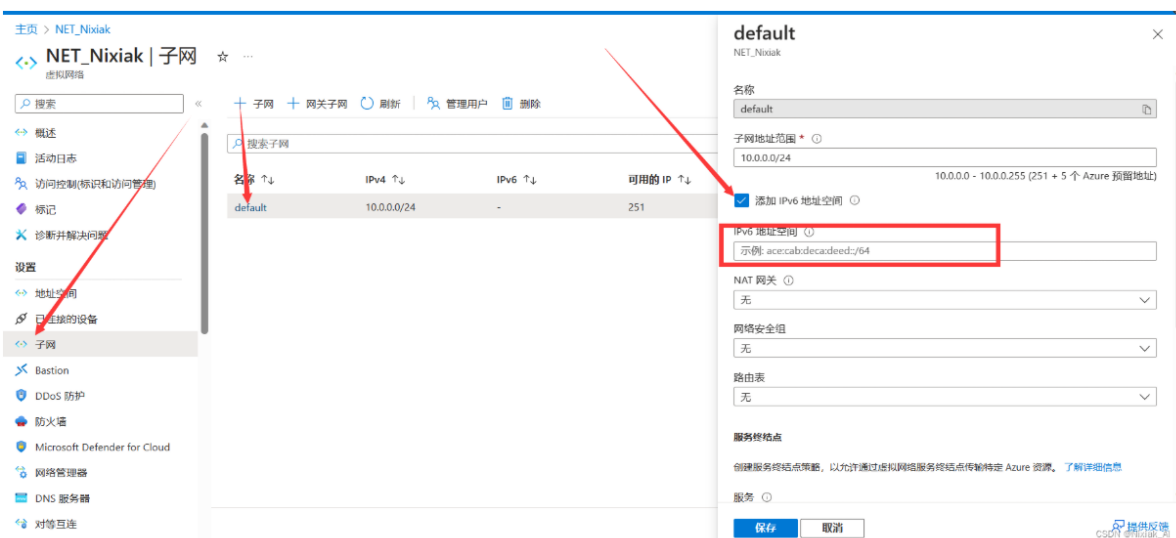 主页 > NET_Nixiak
NET_Nixiak | 子网 ☆ ...
虚拟网络
搜索
概述
活动日志
访问控制(标识和访问管理)
标记
诊断并解决问题
设置
地址空间
已连接的设备
子网
Bastion
DDoS 防护
防火墙
Microsoft Defender for Cloud
网络管理器
DNS 服务器
对等互连
+ 子网 + 网关子网 刷新 管理用户 删除
搜索子网
名称 ↑↓ IPv4 ↑↓ IPv6 ↑↓ 可用的 IP ↑↓
default 10.0.0.0/24 - 251
default
NET_Nixiak
名称
default
子网地址范围 *
10.0.0.0/24
10.0.0.0 - 10.0.0.255 (251 + 5 个 Azure 预留地址)
添加 IPv6 地址空间
IPv6 地址空间
示例: ace:cab:deca:deed::/64
NAT 网关
无
网络安全组
无
路由表
无
服务终结点
创建服务终结点策略，以允许通过虚拟网络服务终结点传输特定 Azure 资源。 了解详细信息
服务
保存 取消 提供反馈
CSDN @Nixiak_AI